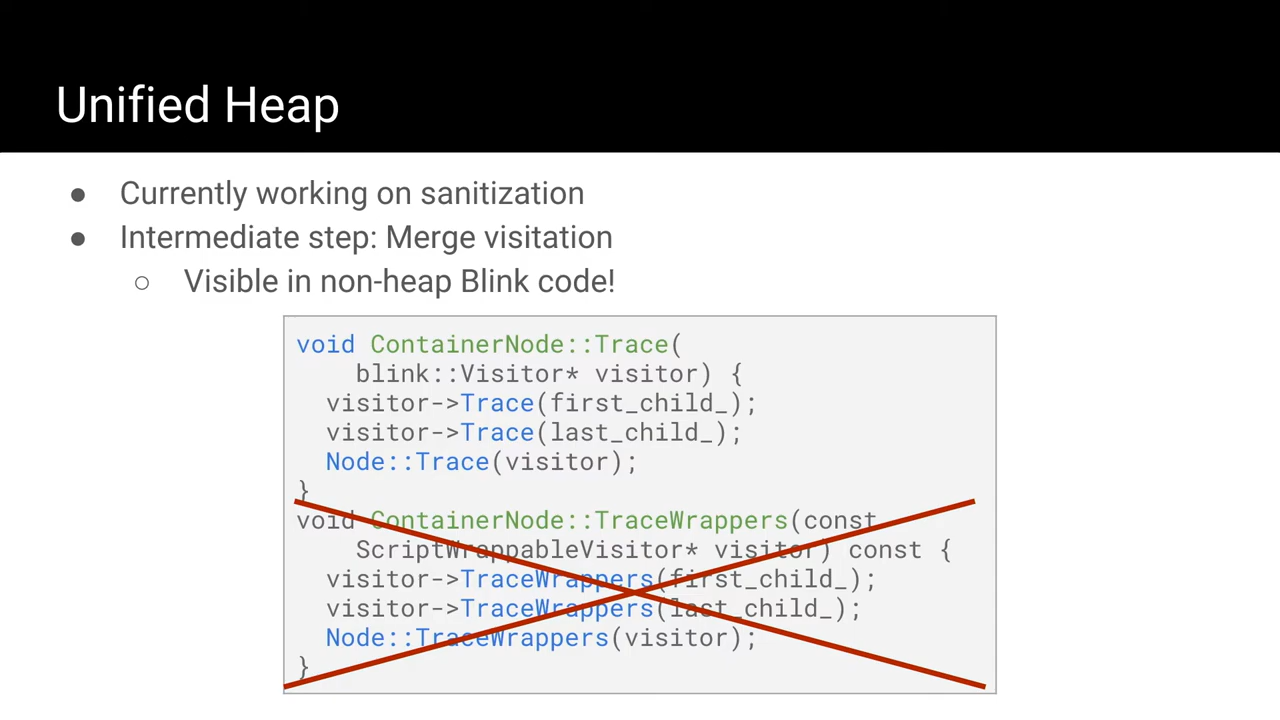 Unified Heap
● Currently working on sanitization
● Intermediate step: Merge visitation
○ Visible in non-heap Blink code!
void ContainerNode::Trace(
blink::Visitor* visitor) {
visitor->Trace(first_child_);
visitor->Trace(last_child_);
Node::Trace(visitor);
}
void ContainerNode::TraceWrappers(const
ScriptWrappableVisitor* visitor) const {
visitor->TraceWrappers(first_child_);
visitor->TraceWrappers(last_child_);
Node::TraceWrappers(visitor);
}